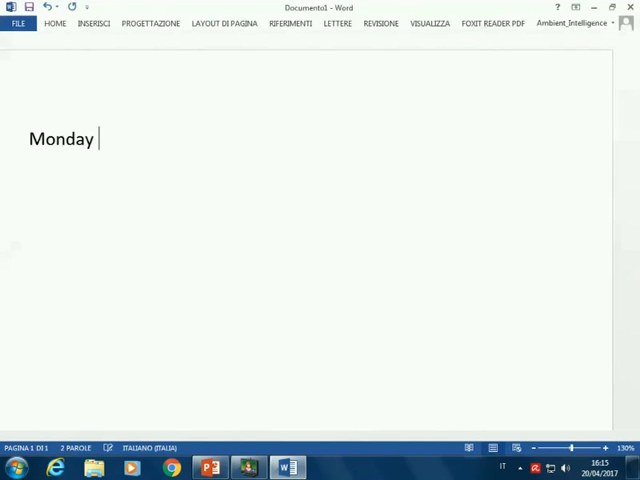 Documento1 - Word
FILE HOME INSERISCI PROGETTAZIONE LAYOUT DI PAGINA RIFERIMENTI LETTERE REVISIONE VISUALIZZA FOXIT READER PDF Ambient_Intelligence
Monday
PAGINA 1 DI 1 2 PAROLE ITALIANO (ITALIA) 130%
IT 16:15
20/04/2017